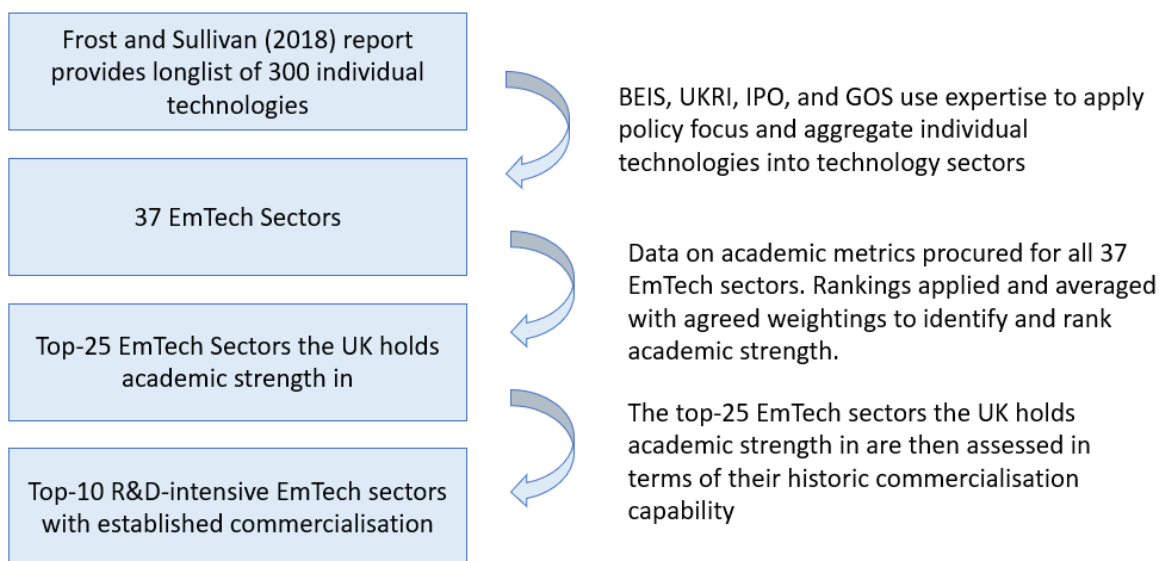 Frost and Sullivan (2018) report
provides longlist of 300 individual
technologies
BEIS, UKRI, IPO, and GOS use expertise to apply
policy focus and aggregate individual
technologies into technology sectors
37 EmTech Sectors
Data on academic metrics procured for all 37
EmTech sectors. Rankings applied and averaged
with agreed weightings to identify and rank
academic strength.
Top-25 EmTech Sectors the UK holds
academic strength in
The top-25 EmTech sectors the UK holds
academic strength in are then assessed in
terms of their historic commercialisation
capability
Top-10 R&D-intensive EmTech sectors
with established commercialisation